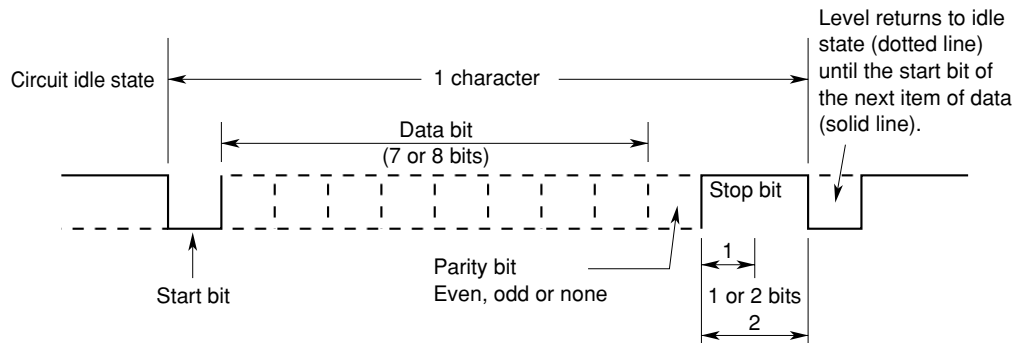 Level returns to idle
state (dotted line)
until the start bit of
the next item of data
(solid line).
Circuit idle state
1 character
Data bit
(7 or 8 bits)
Stop bit
1
Parity bit
Even, odd or none
Start bit
1 or 2 bits
2